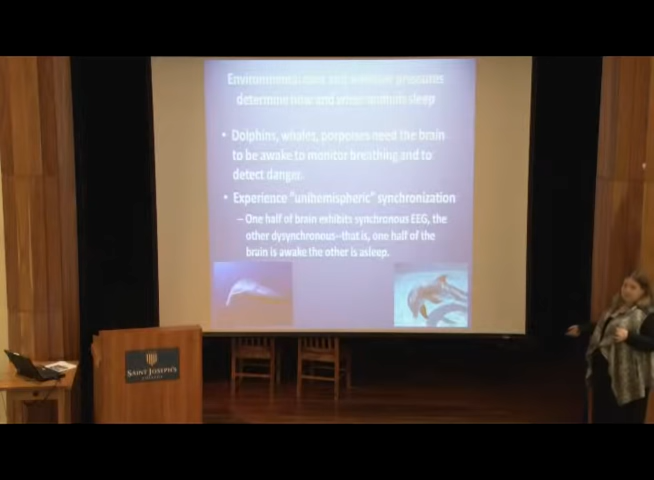 Environmental and selective pressures
determine how and when animals sleep
• Dolphins, whales, porpoises need the brain
to be awake to monitor breathing and to
detect danger.
• Experience "unihemispheric" synchronization
– One half of brain exhibits synchronous EEG, the
other dysynchronous--that is, one half of the
brain is awake the other is asleep.
SAINT JOSEPH'S